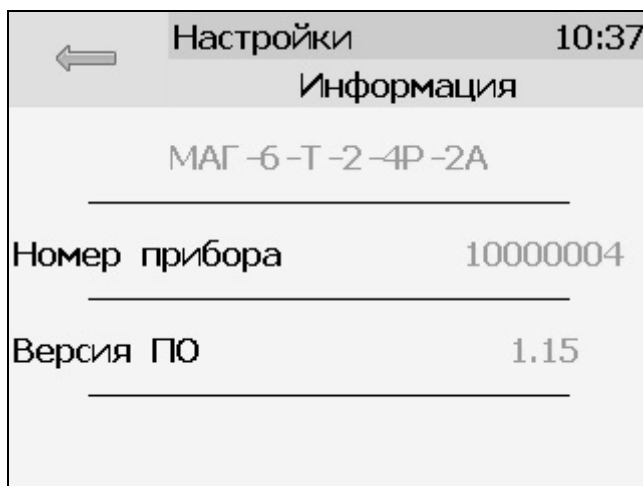 Настройки 10:37
Информация
МАГ-6-Т-2-4Р-2А
Номер прибора 10000004
Версия ПО 1.15